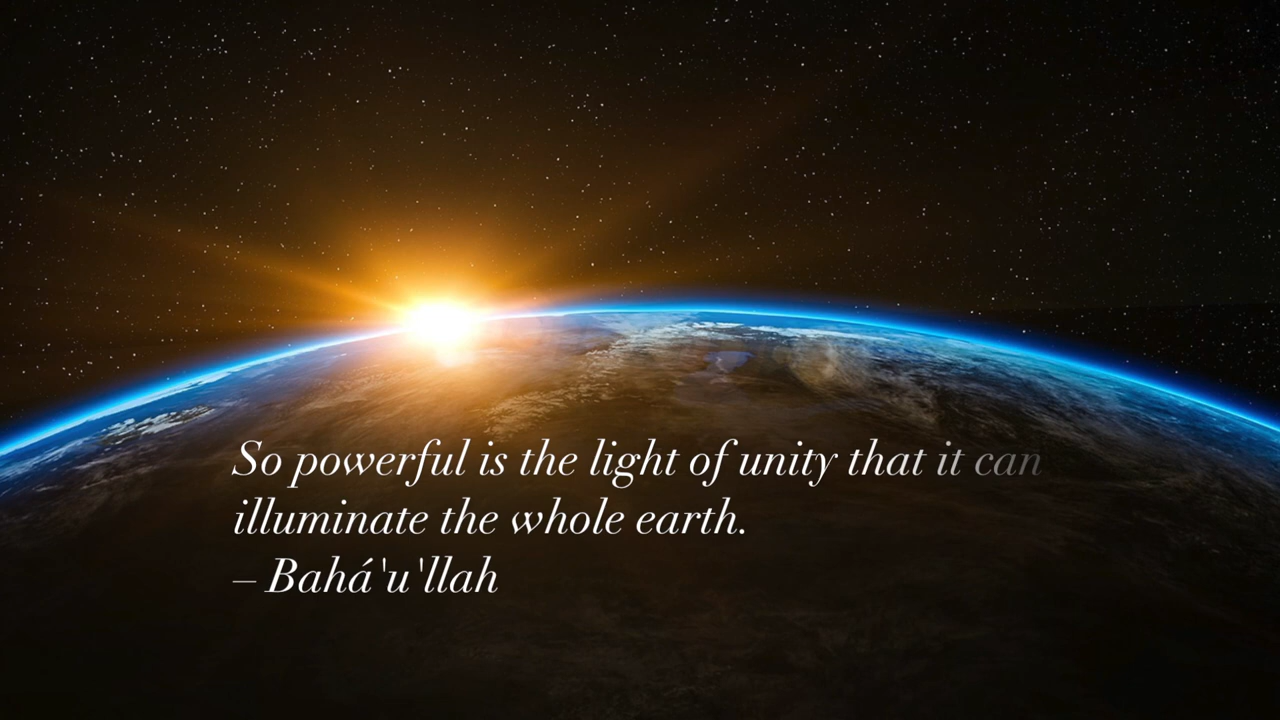 So powerful is the light of unity that it can
illuminate the whole earth.
– Bahá'u'llah